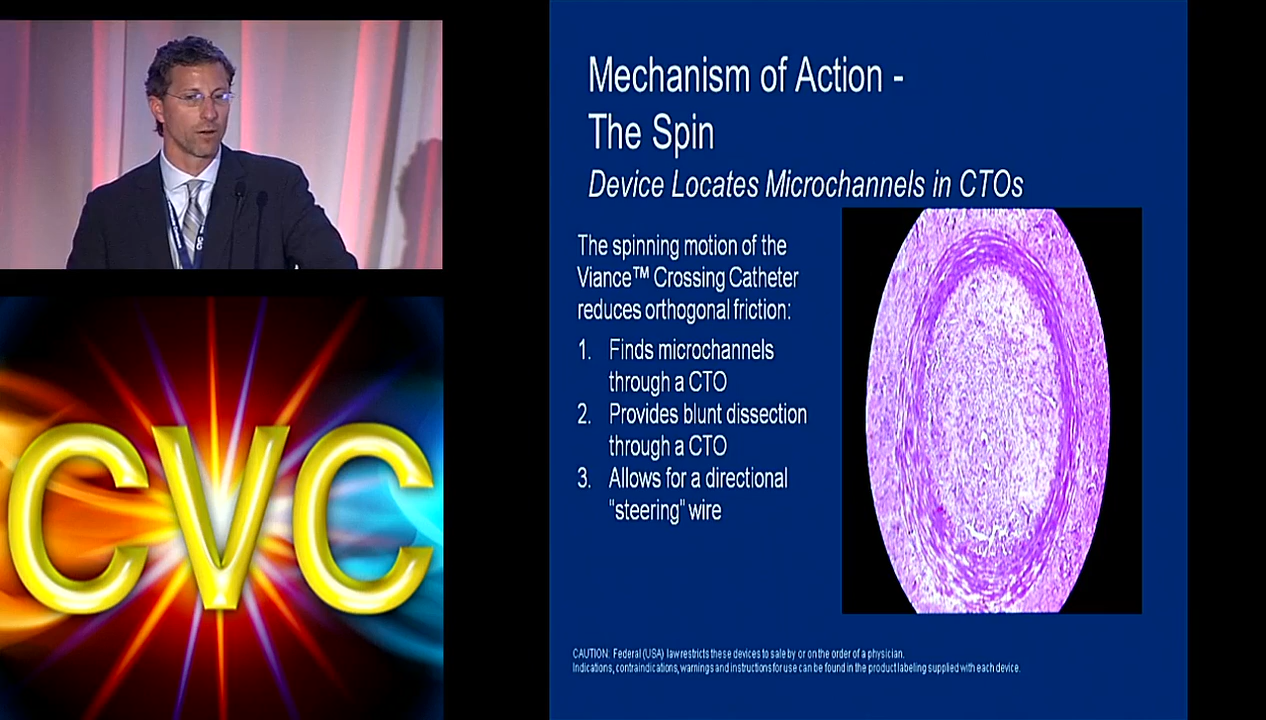 Mechanism of Action -
The Spin
Device Locates Microchannels in CTOs
The spinning motion of the
Viance™ Crossing Catheter
reduces orthogonal friction:
1. Finds microchannels
through a CTO
2. Provides blunt dissection
through a CTO
3. Allows for a directional
“steering” wire
CAUTION: Federal (USA) law restricts these devices to sale by or on the order of a physician.
Indications, contraindications, warnings and instructions for use can be found in the product labeling supplied with each device.
CVC